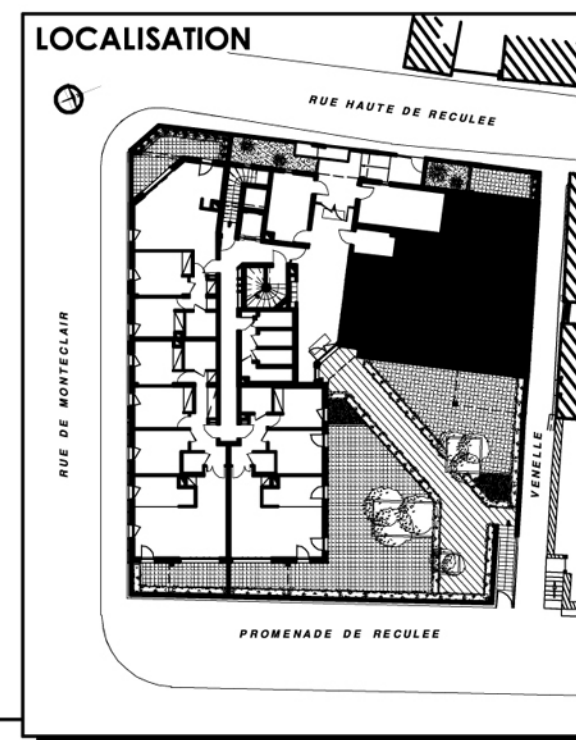 LOCALISATION
RUE HAUTE DE RECULEE
RUE DE MONTECLAIR
VENELLE
PROMENADE DE RECULEE